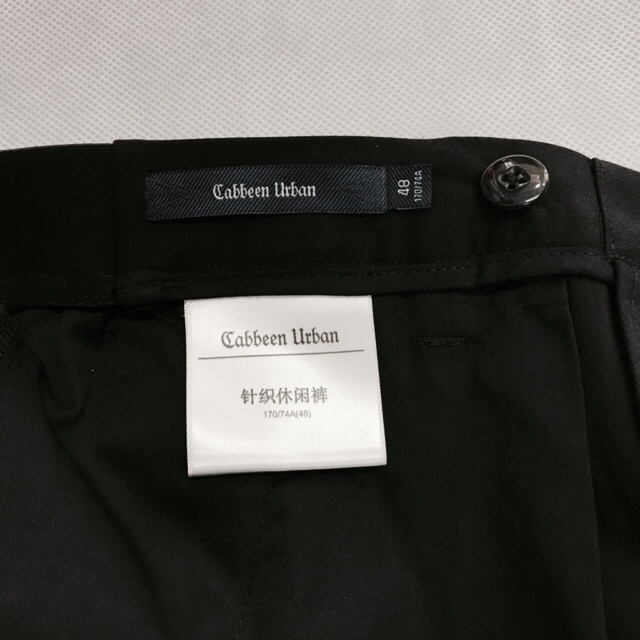 Cabbeen Urban
48
170/74A
Cabbeen Urban
针织休闲裤
170/74A(48)